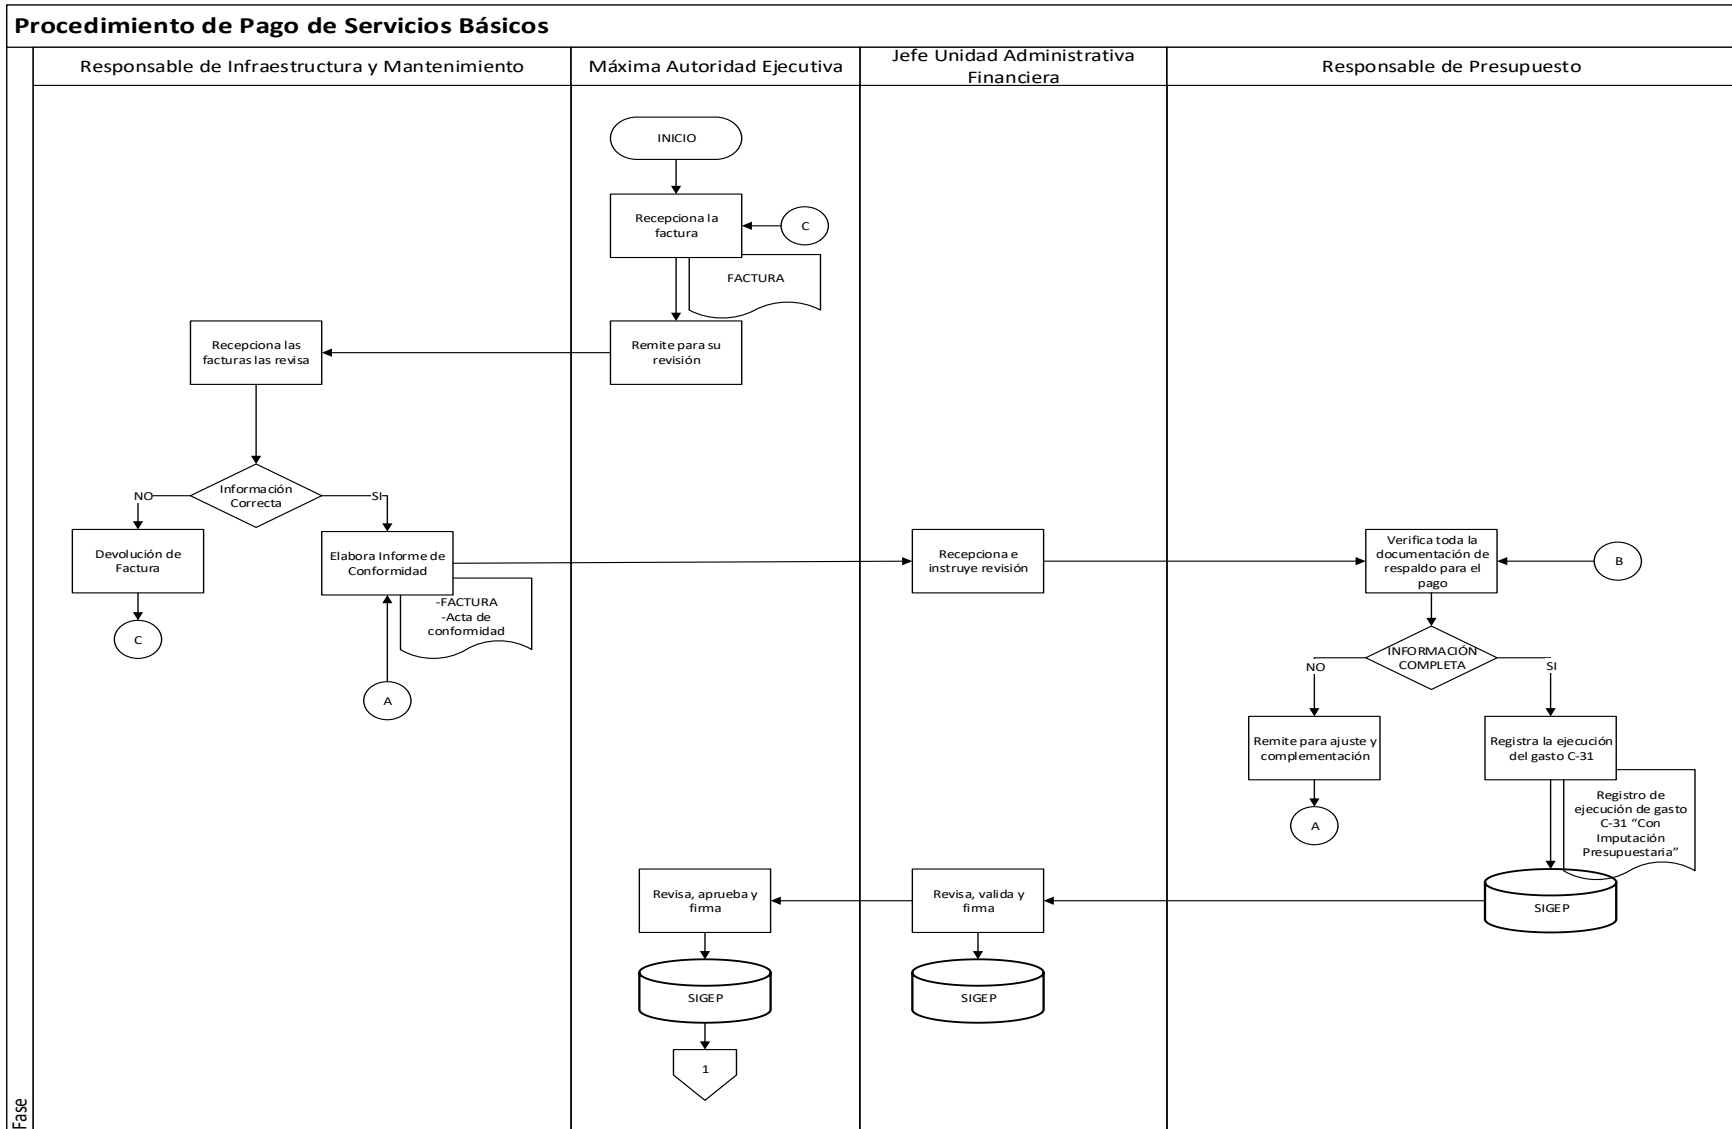 Procedimiento de Pago de Servicios Básicos
Responsable de Infraestructura y Mantenimiento
Máxima Autoridad Ejecutiva
Jefe Unidad Administrativa
Financiera
Responsable de Presupuesto
INICIO
Recepciona la
factura
C
FACTURA
Recepciona las
facturas las revisa
Remite para su
revisión
Información
Correcta
NO
SI
Devolución de
Factura
Elabora Informe de
Conformidad
Recepciona e
instruye revisión
Verifica toda la
documentación de
respaldo para el
pago
B
-FACTURA
-Acta de
conformidad
C
A
INFORMACIÓN
COMPLETA
NO
SI
Remite para ajuste y
complementación
Registra la ejecución
del gasto C-31
A
Registro de
ejecución de gasto
C-31 “Con
Imputación
Presupuestaria”
Revisa, aprueba y
firma
Revisa, valida y
firma
SIGEP
SIGEP
SIGEP
1
Fase